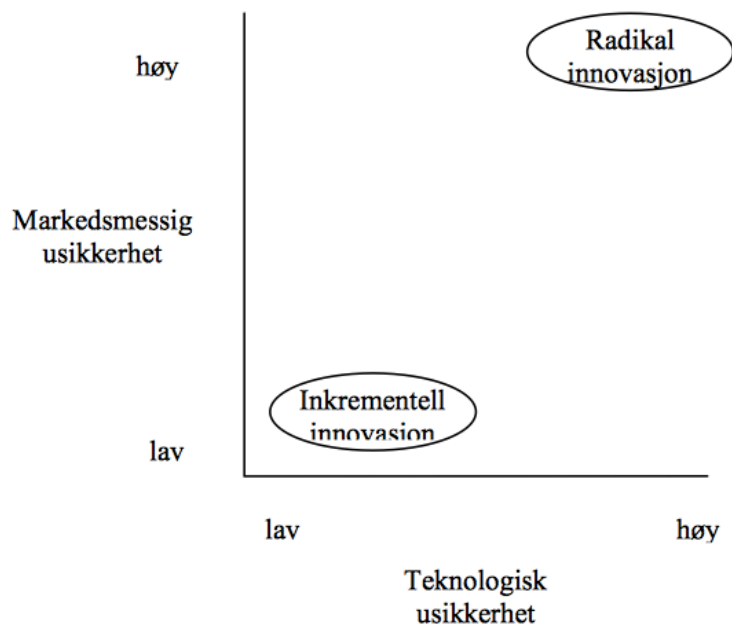 høy
Radikal
innovasjon
Markedsmessig
usikkerhet
Inkrementell
innovasjon
lav
lav
høy
Teknologisk
usikkerhet